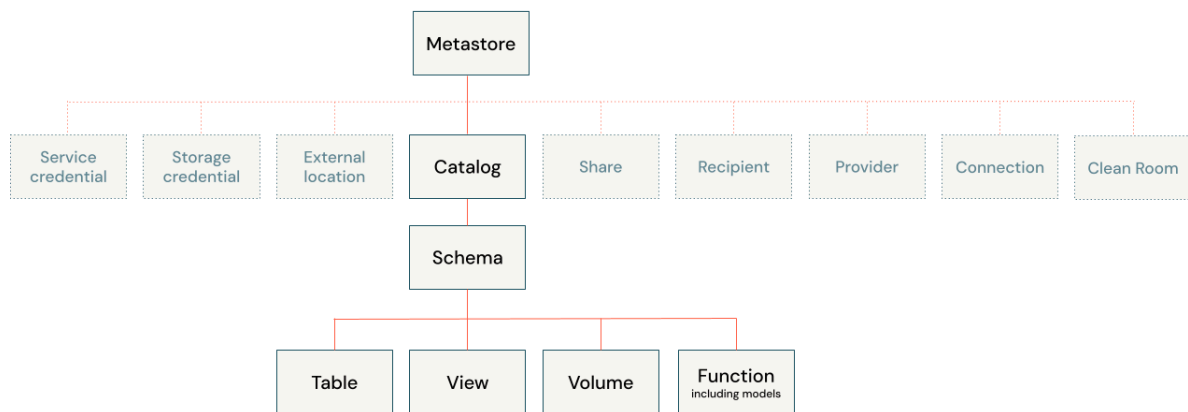 Metastore
Service
credential
Storage
credential
External
location
Catalog
Share
Recipient
Provider
Connection
Clean Room
Schema
Table
View
Volume
Function
including models